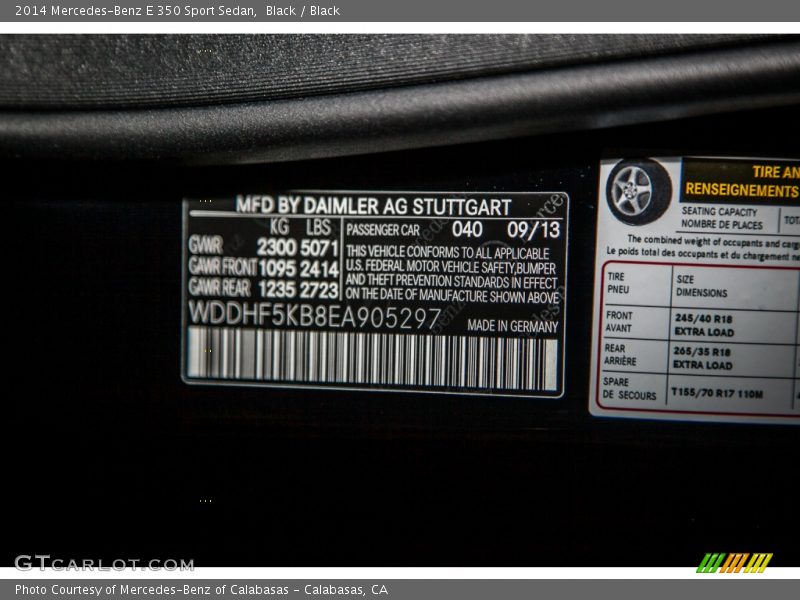 2014 Mercedes-Benz E 350 Sport Sedan,  Black / Black
MFD BY DAIMLER AG STUTTGART
KG LBS
GVWR 2300 5071
GAWR FRONT 1095 2414
GAWR REAR 1235 2723
PASSENGER CAR 040 09/13
THIS VEHICLE CONFORMS TO ALL APPLICABLE
U.S. FEDERAL MOTOR VEHICLE SAFETY, BUMPER
AND THEFT PREVENTION STANDARDS IN EFFECT
ON THE DATE OF MANUFACTURE SHOWN ABOVE
WDDHF5KB8EA905297
MADE IN GERMANY
TIRE AN
RENSEIGNEMENTS
SEATING CAPACITY
NOMBRE DE PLACES
TOT
The combined weight of occupants and carg
Le poids total des occupants et du chargement ne
TIRE
PNEU
SIZE
DIMENSIONS
FRONT
AVANT
245/40 R18
EXTRA LOAD
REAR
ARRIÈRE
265/35 R18
EXTRA LOAD
SPARE
DE SECOURS
T155/70 R17 110M
GTCARLOT.COM
Photo Courtesy of Mercedes-Benz of Calabasas - Calabasas, CA